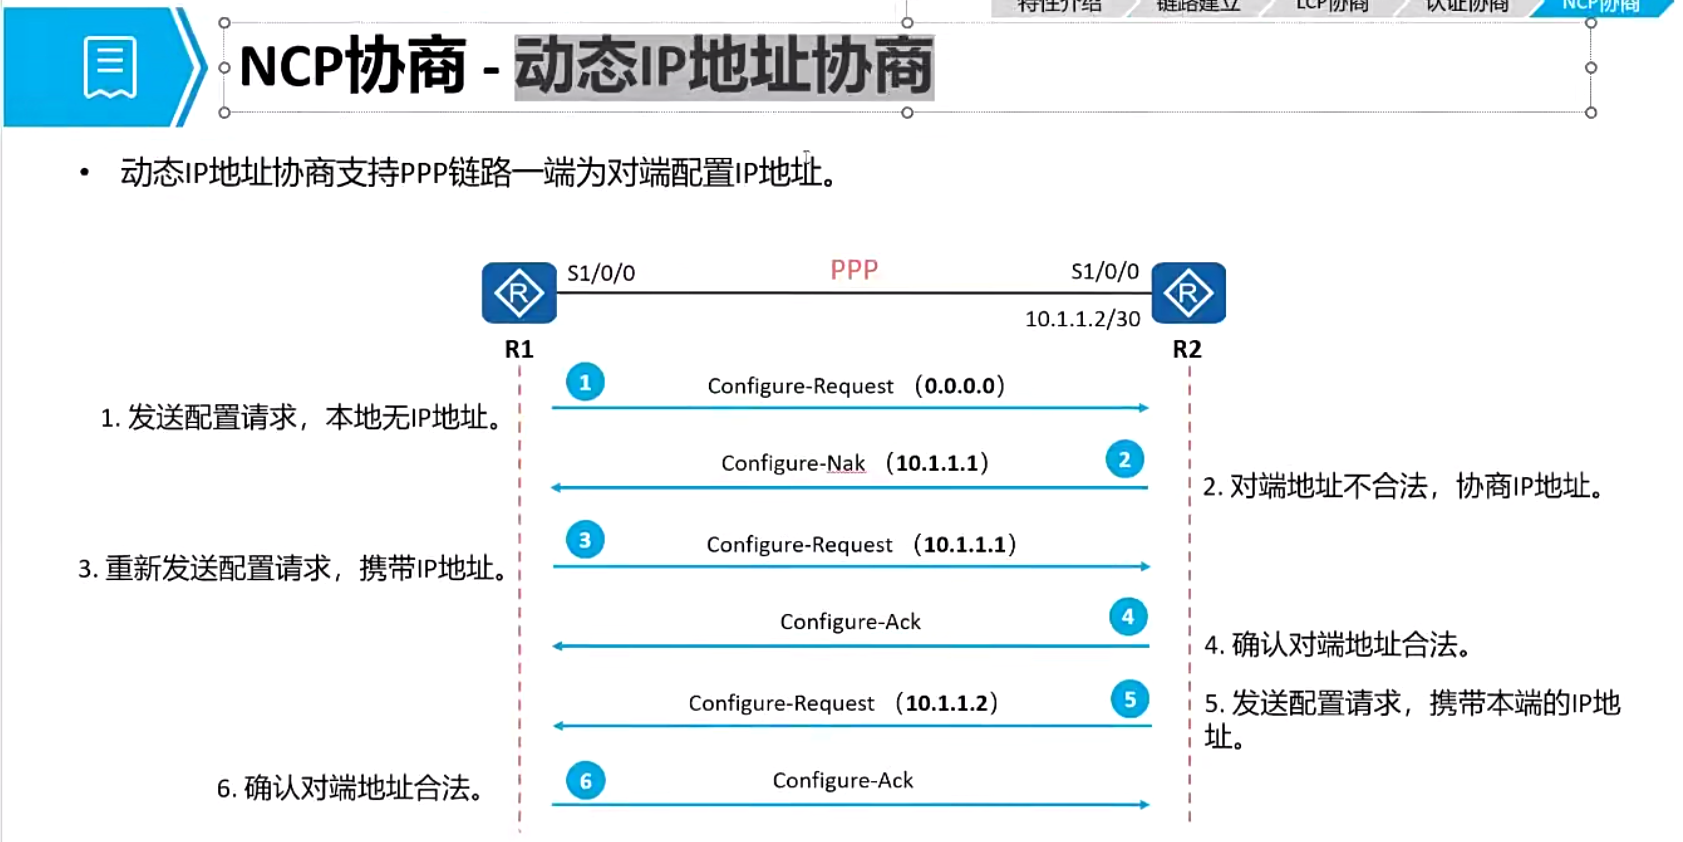 特性介绍 链路建立 LCP协商 认证协商 NCP协商
NCP协商 - 动态IP地址协商
• 动态IP地址协商支持PPP链路一端为对端配置IP地址。
S1/0/0 PPP S1/0/0
R R
10.1.1.2/30
R1 R2
1 Configure-Request （0.0.0.0）
1. 发送配置请求，本地无IP地址。
Configure-Nak （10.1.1.1） 2
2. 对端地址不合法，协商IP地址。
3 Configure-Request （10.1.1.1）
3. 重新发送配置请求，携带IP地址。
Configure-Ack 4
4. 确认对端地址合法。
Configure-Request （10.1.1.2） 5
5. 发送配置请求，携带本端的IP地
址。
6 Configure-Ack
6. 确认对端地址合法。